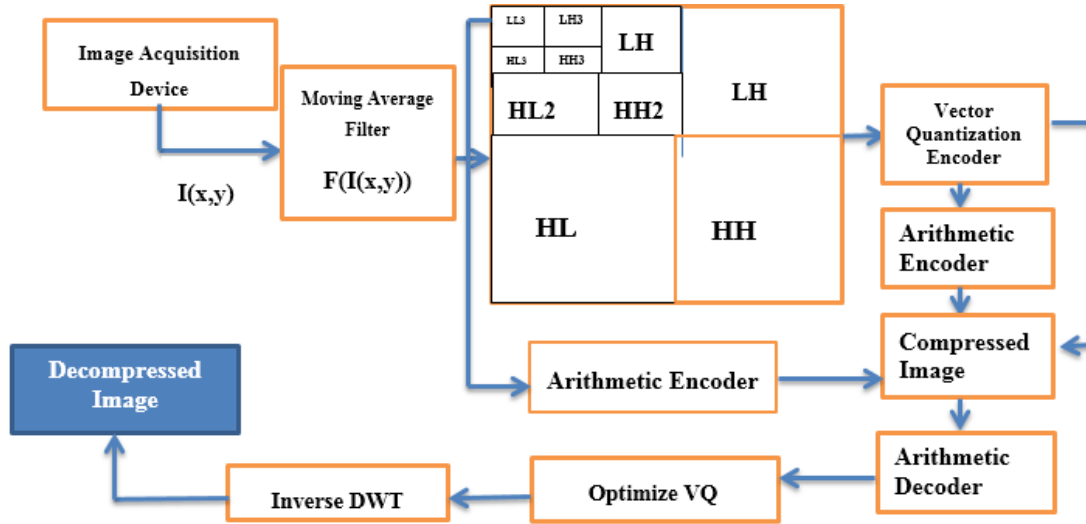 Image Acquisition
Device
I(x,y)
Moving Average
Filter
F(I(x,y))
LL3
LH3
HL3
HH3
LH
HL2
HH2
LH
HL
HH
Vector
Quantization
Encoder
Arithmetic
Encoder
Compressed
Image
Arithmetic Encoder
Arithmetic
Decoder
Optimize VQ
Inverse DWT
Decompressed
Image